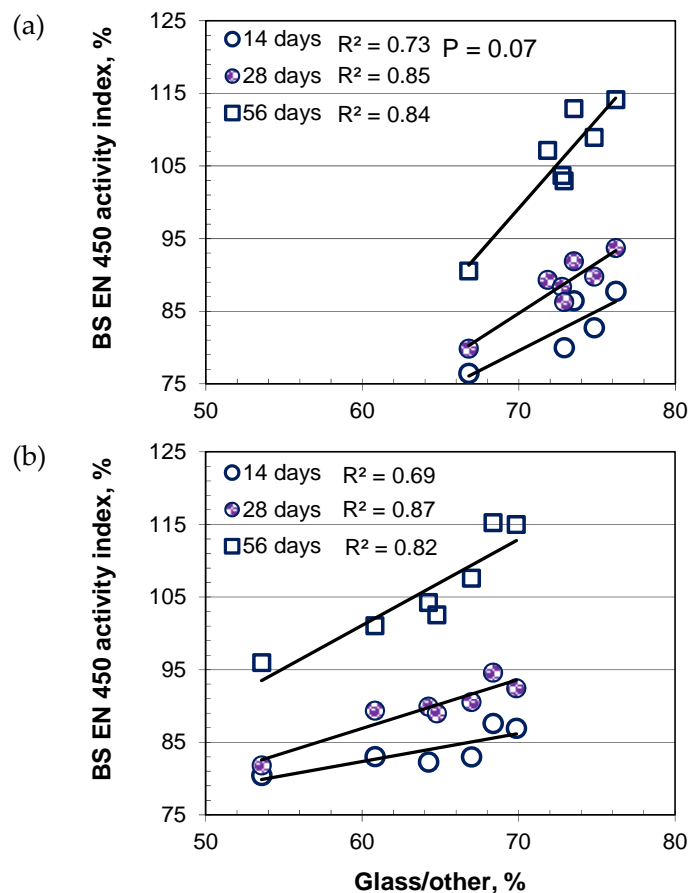 (a)
125
14 days R² = 0.73 P = 0.07
28 days R² = 0.85
115
56 days R² = 0.84
105
95
85
75
BS EN 450 activity index, %
50 60 70 80
(b)
125
14 days R² = 0.69
28 days R² = 0.87
115
56 days R² = 0.82
105
95
85
75
BS EN 450 activity index, %
50 60 70 80
Glass/other, %